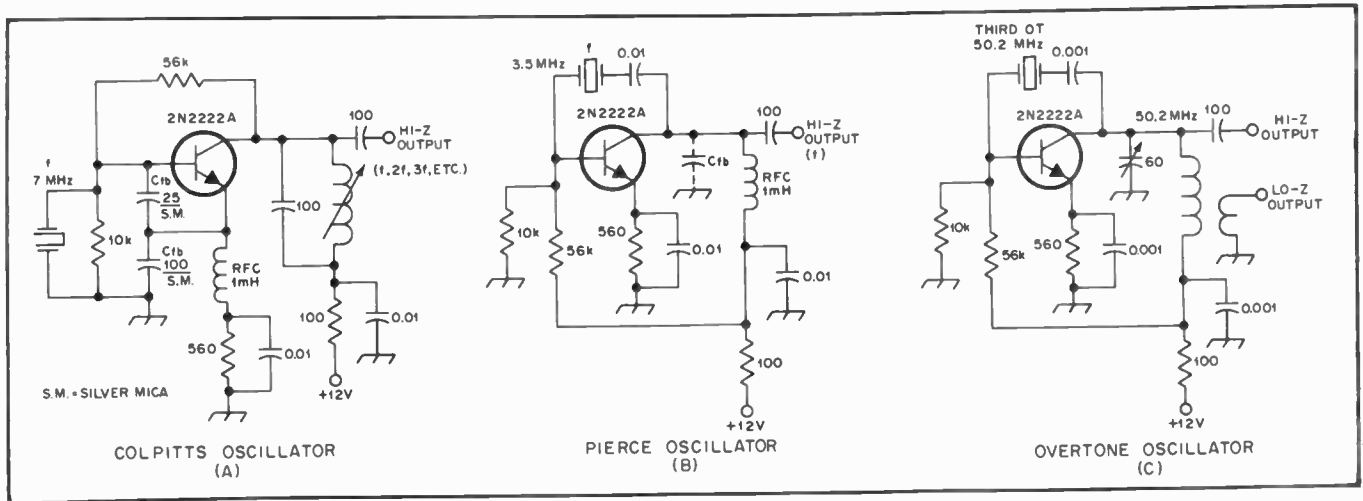 56k
2N2222A
100
HI-Z
OUTPUT
f
7 MHz
Cfb
25
S.M.
10k
Cfb
100
S.M.
RFC
1mH
100
(f, 2f, 3f, ETC.)
560
0.01
100
0.01
+12V
S.M. = SILVER MICA
COLPITTS OSCILLATOR
(A)
f
3.5 MHz
0.01
2N2222A
100
HI-Z
OUTPUT
(f)
Cfb
RFC
1mH
10k
56k
560
0.01
0.01
100
+12V
PIERCE OSCILLATOR
(B)
THIRD OT
50.2 MHz
0.001
2N2222A
50.2 MHz
100
HI-Z
OUTPUT
60
LO-Z
OUTPUT
10k
56k
560
0.001
0.001
100
+12V
OVERTONE OSCILLATOR
(C)